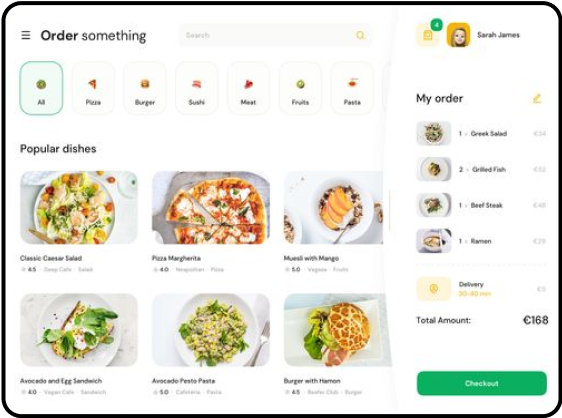 Order something
Search
4
Sarah James
All
Pizza
Burger
Sushi
Meat
Fruits
Pasta
Popular dishes
Classic Caesar Salad
4.5 Deep Cafe · Salad
Pizza Margherita
4.0 · Neapolitan · Pizza
Muesli with Mango
5.0 · Vegess · Fruits
Avocado and Egg Sandwich
4.0 · Vegan Cafe · Sandwich
Avocado Pesto Pasta
5.0 · Cafeteria · Pasta
Burger with Hamon
4.5 · Beefer Club · Burger
My order
1 x Greek Salad €34
2 x Grilled Fish €52
1 x Beef Steak €48
1 x Ramen €29
Delivery €5
30-40 min
Total Amount: €168
Checkout